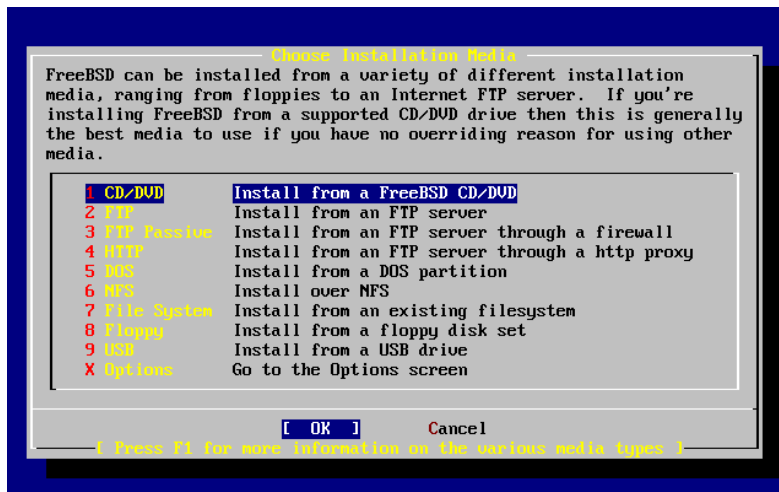 Choose Installation Media
FreeBSD can be installed from a variety of different installation
media, ranging from floppies to an Internet FTP server.  If you're
installing FreeBSD from a supported CD/DVD drive then this is generally
the best media to use if you have no overriding reason for using other
media.
1 CD/DVD Install from a FreeBSD CD/DVD
2 FTP Install from an FTP server
3 FTP Passive Install from an FTP server through a firewall
4 HTTP Install from an FTP server through a http proxy
5 DOS Install from a DOS partition
6 NFS Install over NFS
7 File System Install from an existing filesystem
8 Floppy Install from a floppy disk set
9 USB Install from a USB drive
X Options Go to the Options screen
[ OK ] Cancel
[ Press F1 for more information on the various media types ]